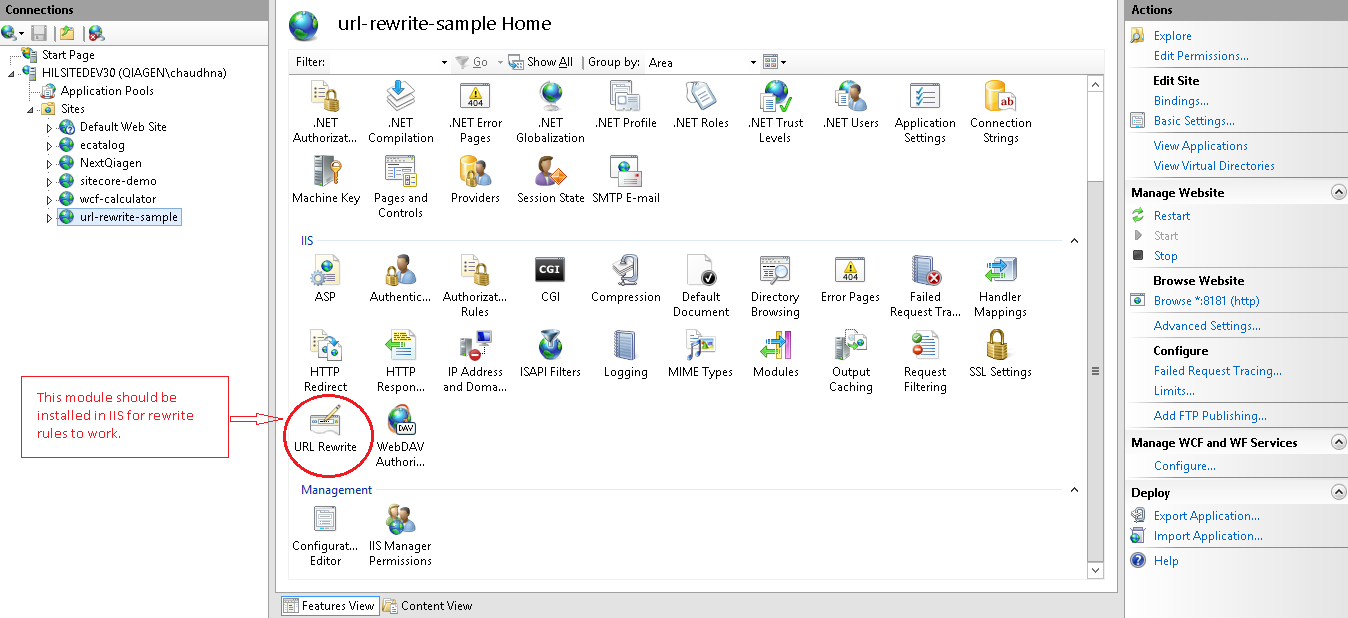 Connections
Start Page
HILSITEDEV30 (QIAGEN\chaudhna)
Application Pools
Sites
Default Web Site
ecatalog
NextQiagen
sitecore-demo
wcf-calculator
url-rewrite-sample
This module should be
installed in IIS for rewrite
rules to work.
url-rewrite-sample Home
Filter: Go Show All Group by: Area
.NET Authorizat... .NET Compilation .NET Error Pages .NET Globalization .NET Profile .NET Roles .NET Trust Levels .NET Users Application Settings Connection Strings
404 ab
Machine Key Pages and Controls Providers Session State SMTP E-mail
IIS
CGI 404
ASP Authentic... Authorizat... Rules CGI Compression Default Document Directory Browsing Error Pages Failed Request Tra... Handler Mappings
HTTP Redirect HTTP Respon... IP Address and Doma... ISAPI Filters Logging MIME Types Modules Output Caching Request Filtering SSL Settings
DAV
URL Rewrite WebDAV Authori...
Management
Configurat... Editor IIS Manager Permissions
Features View Content View
Actions
Explore
Edit Permissions...
Edit Site
Bindings...
Basic Settings...
View Applications
View Virtual Directories
Manage Website
Restart
Start
Stop
Browse Website
Browse *:8181 (http)
Advanced Settings...
Configure
Failed Request Tracing...
Limits...
Add FTP Publishing...
Manage WCF and WF Services
Configure...
Deploy
Export Application...
Import Application...
Help